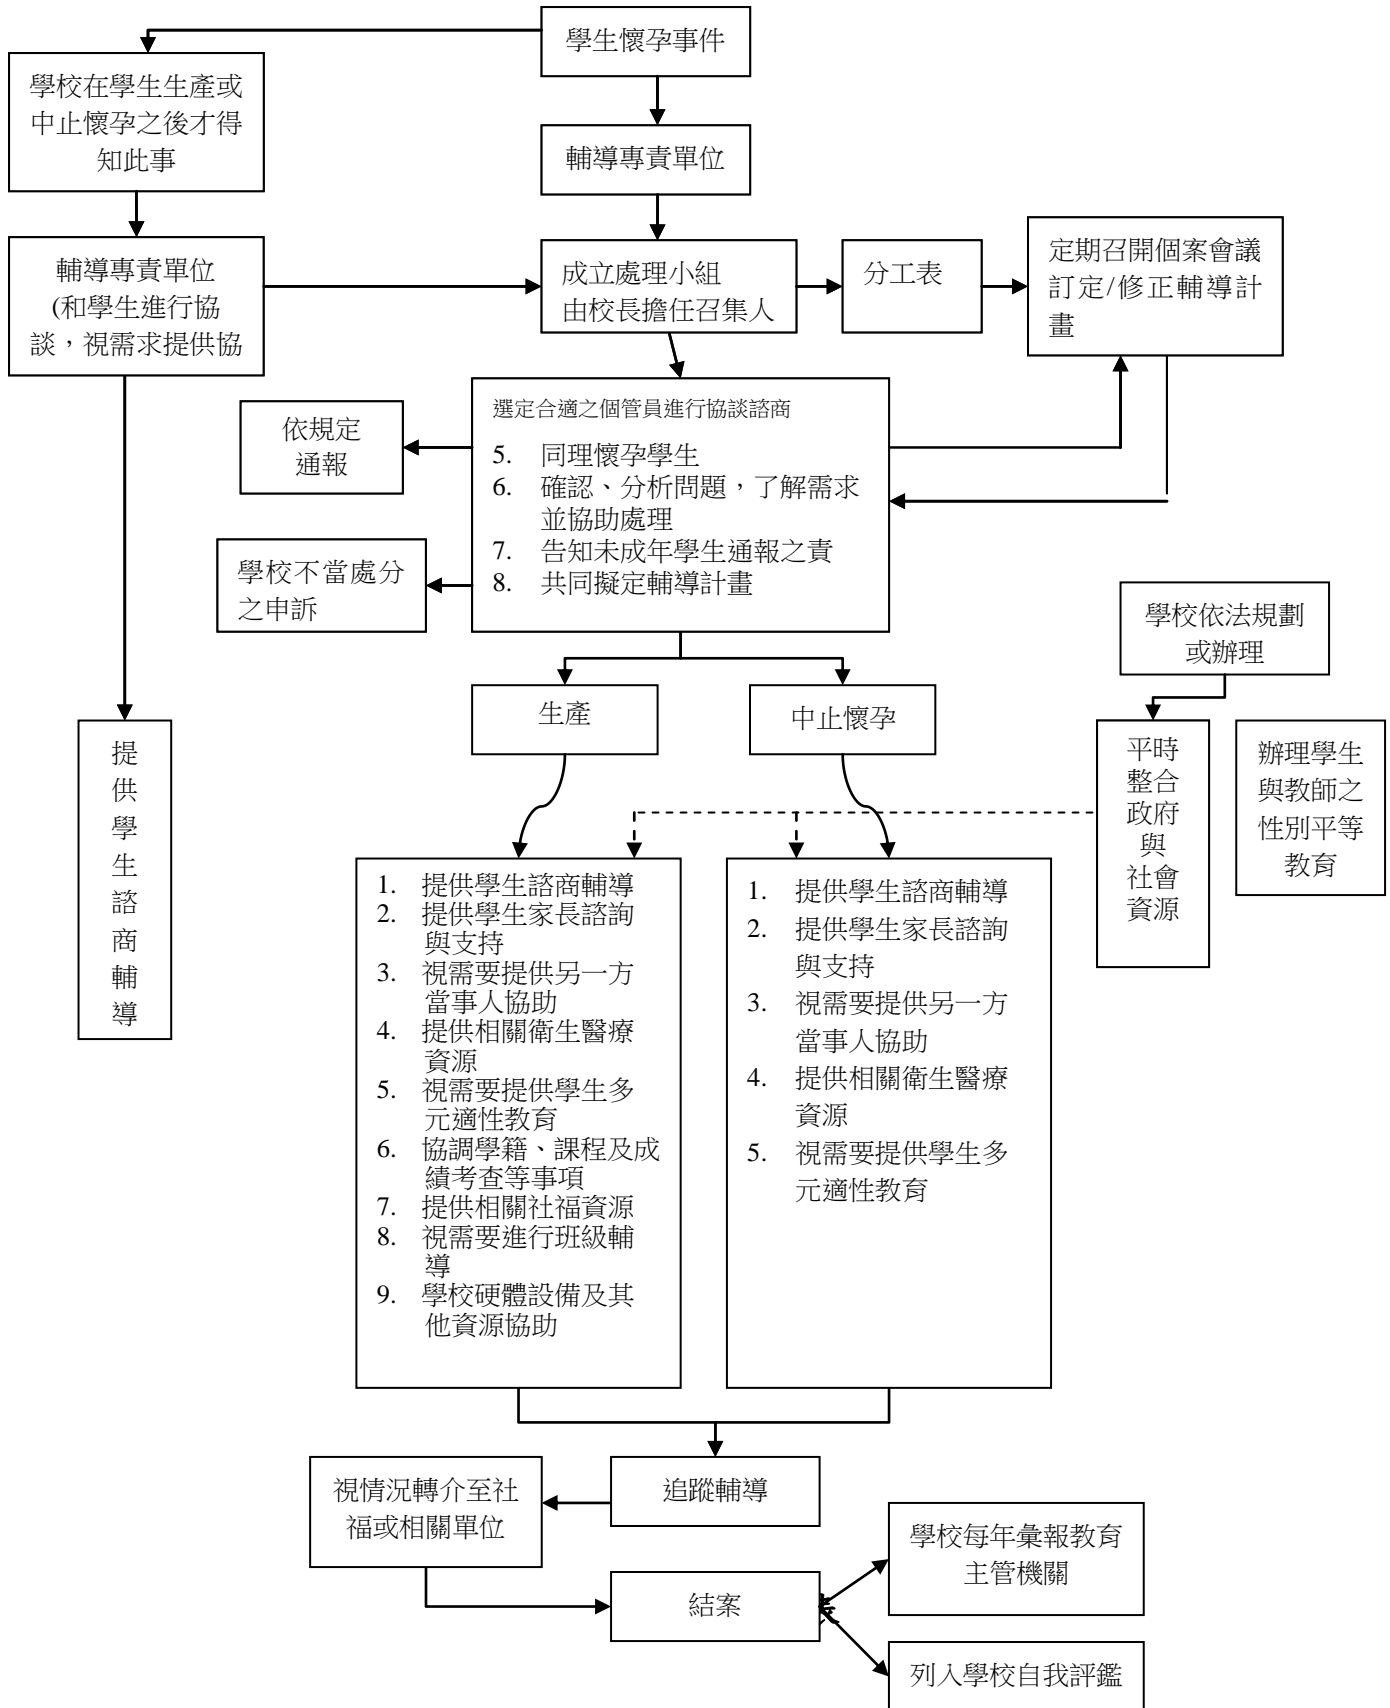 學生懷孕事件
學校在學生生產或
中止懷孕之後才得
知此事
輔導專責單位
輔導專責單位
(和學生進行協
談，視需求提供協
成立處理小組
由校長擔任召集人
分工表
定期召開個案會議
訂定/修正輔導計
畫
選定合適之個管員進行協談諮商
5. 同理懷孕學生
6. 確認、分析問題，了解需求
並協助處理
7. 告知未成年學生通報之責
8. 共同擬定輔導計畫
依規定
通報
學校不當處分
之申訴
學校依法規劃
或辦理
生產
中止懷孕
提
供
學
生
諮
商
輔
導
平時
整合
政府
與
社會
資源
辦理學生
與教師之
性別平等
教育
1. 提供學生諮商輔導
2. 提供學生家長諮詢
與支持
3. 視需要提供另一方
當事人協助
4. 提供相關衛生醫療
資源
5. 視需要提供學生多
元適性教育
6. 協調學籍、課程及成
績考查等事項
7. 提供相關社福資源
8. 視需要進行班級輔
導
9. 學校硬體設備及其
他資源協助
1. 提供學生諮商輔導
2. 提供學生家長諮詢
與支持
3. 視需要提供另一方
當事人協助
4. 提供相關衛生醫療
資源
5. 視需要提供學生多
元適性教育
視情況轉介至社
福或相關單位
追蹤輔導
結案
學校每年彙報教育
主管機關
列入學校自我評鑑